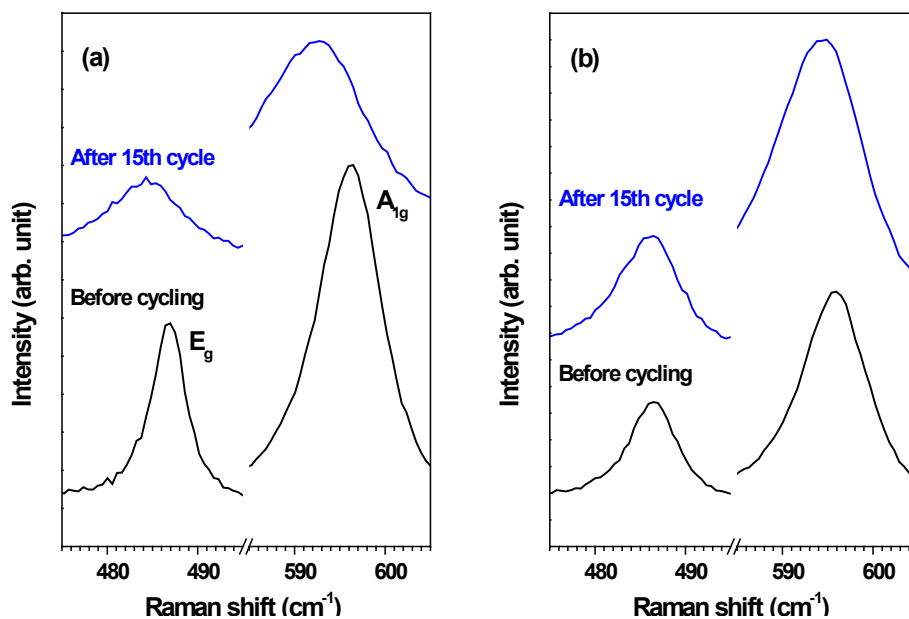 (a)
After 15th cycle
A1g
Before cycling
Eg
Intensity (arb. unit)
480 490 590 600
Raman shift (cm-1)
(b)
After 15th cycle
Before cycling
Intensity (arb. unit)
480 490 590 600
Raman shift (cm-1)